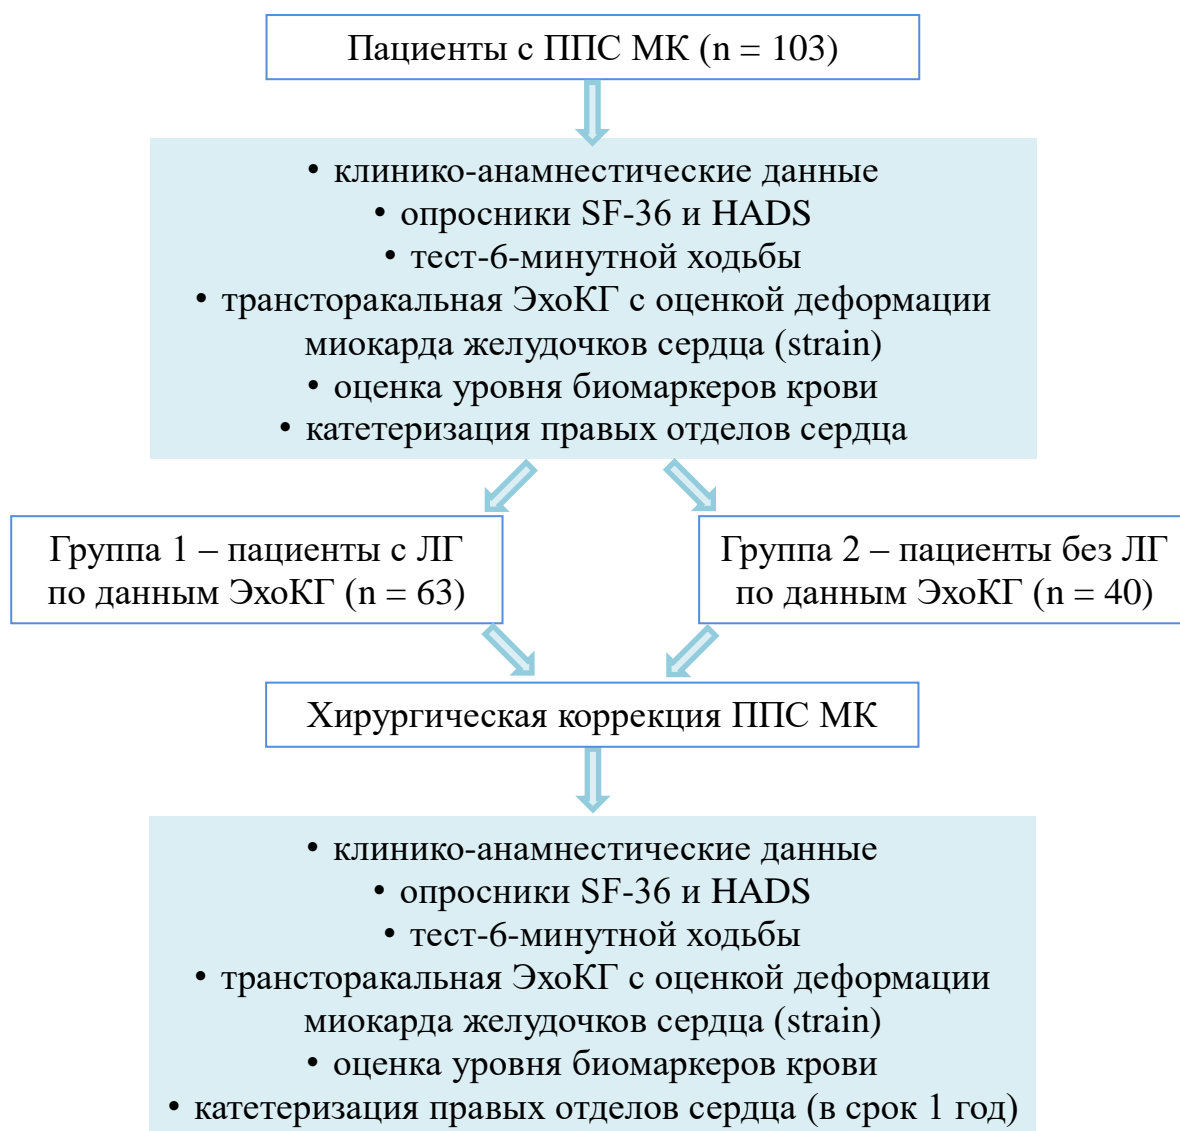 Пациенты с ППС МК (n = 103)
• клинико-анамнестические данные
• опросники SF-36 и HADS
• тест-6-минутной ходьбы
• трансторакальная ЭхоКГ с оценкой деформации
миокарда желудочков сердца (strain)
• оценка уровня биомаркеров крови
• катетеризация правых отделов сердца
Группа 1 – пациенты с ЛГ
по данным ЭхоКГ (n = 63)
Группа 2 – пациенты без ЛГ
по данным ЭхоКГ (n = 40)
Хирургическая коррекция ППС МК
• клинико-анамнестические данные
• опросники SF-36 и HADS
• тест-6-минутной ходьбы
• трансторакальная ЭхоКГ с оценкой деформации
миокарда желудочков сердца (strain)
• оценка уровня биомаркеров крови
• катетеризация правых отделов сердца (в срок 1 год)